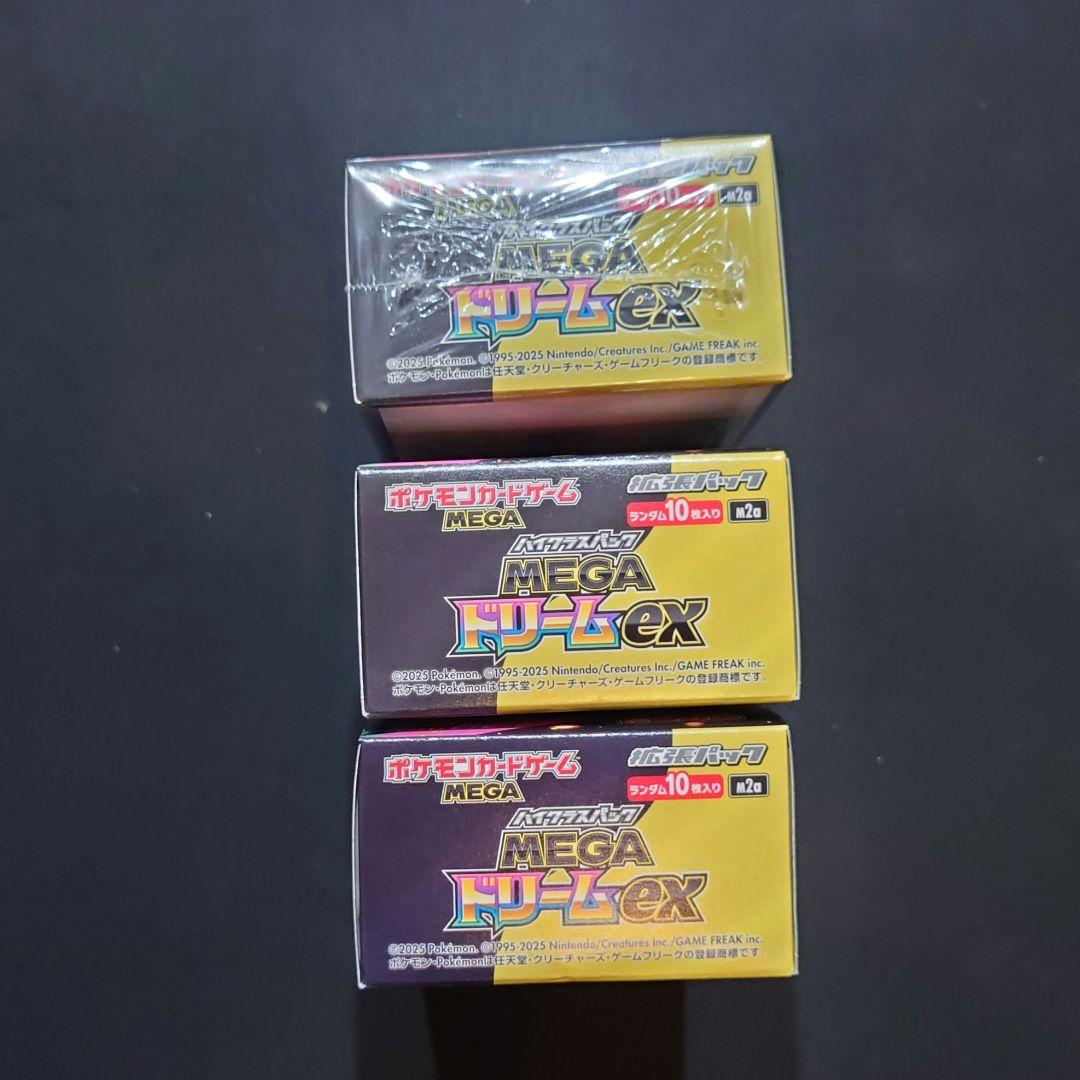 MEGA
パック
M2a
ハイクラスパック
MEGA
ドリームex
©2025 Pokémon. ©1995-2025 Nintendo/Creatures Inc./GAME FREAK inc.
ポケモン・Pokémonは任天堂・クリーチャーズ・ゲームフリークの登録商標です。
ポケモンカードゲーム
MEGA
拡張パック
ランダム10枚入り M2a
ハイクラスパック
MEGA
ドリームex
©2025 Pokémon. ©1995-2025 Nintendo/Creatures Inc./GAME FREAK inc.
ポケモン・Pokémonは任天堂・クリーチャーズ・ゲームフリークの登録商標です。
ポケモンカードゲーム
MEGA
拡張パック
ランダム10枚入り M2a
ハイクラスパック
MEGA
ドリームex
©2025 Pokémon. ©1995-2025 Nintendo/Creatures Inc./GAME FREAK inc.
ポケモン・Pokémonは任天堂・クリーチャーズ・ゲームフリークの登録商標です。